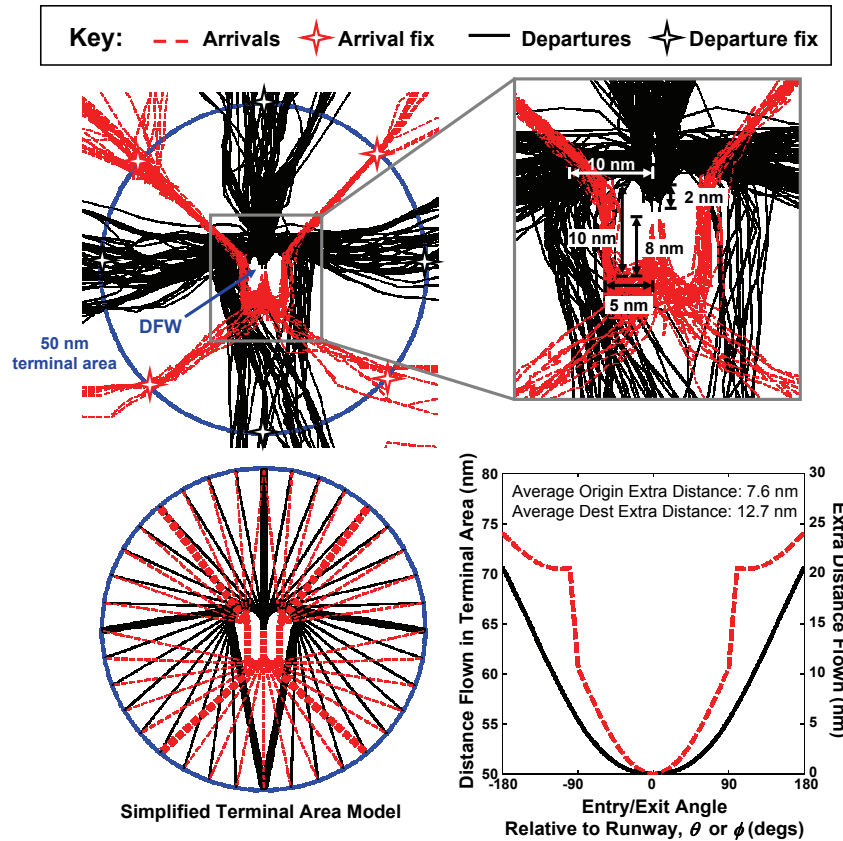 Key: Arrivals Arrival fix Departures Departure fix
10 nm
2 nm
10 nm
8 nm
5 nm
DFW
50 nm
terminal area
Simplified Terminal Area Model
Distance Flown in Terminal Area (nm)
80
75
70
65
60
55
50
Average Origin Extra Distance: 7.6 nm
Average Dest Extra Distance: 12.7 nm
30
25
20
15
10
5
0
Extra Distance Flown (nm)
-180 -90 0 90 180
Entry/Exit Angle
Relative to Runway, θ or ϕ (degs)